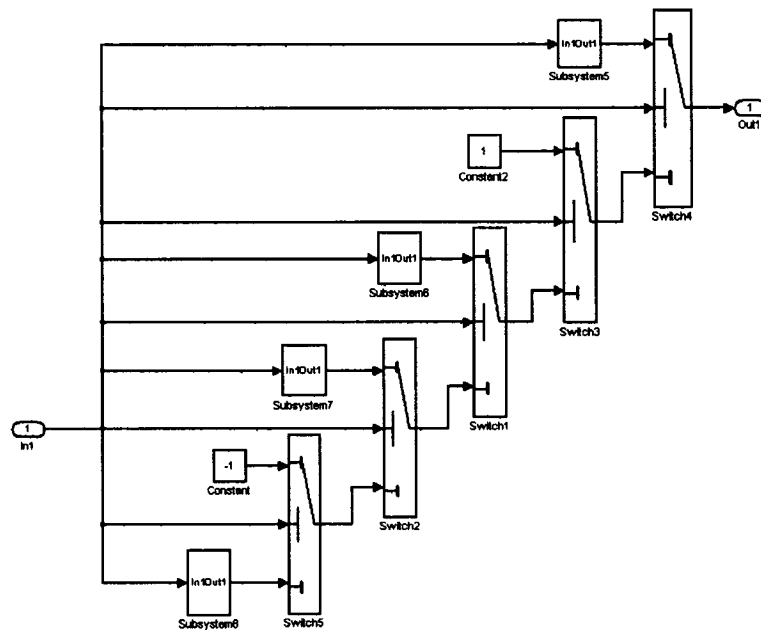 In1Out1
Subsystem5
1
Out1
Switch4
1
Constant2
Switch3
In1Out1
Subsystem6
Switch1
In1Out1
Subsystem7
Switch2
1
In1
-1
Constant
In1Out1
Subsystem8
Switch5